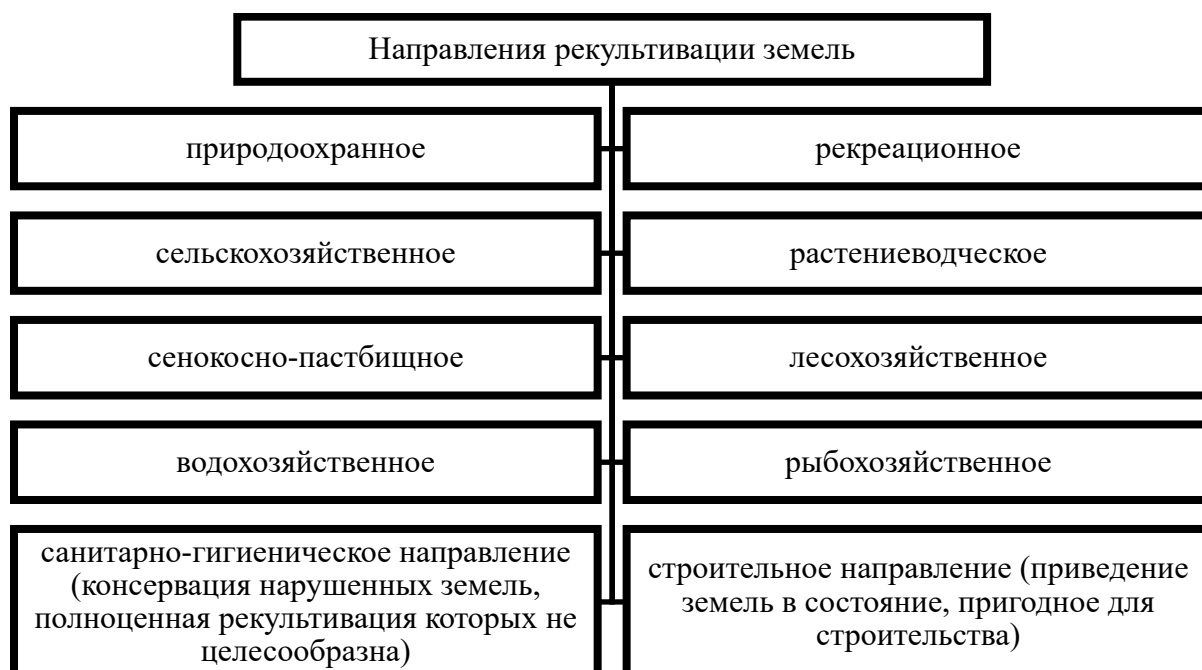 Направления рекультивации земель
природоохранное
рекреационное
сельскохозяйственное
растениеводческое
сенокосно-пастбищное
лесохозяйственное
водохозяйственное
рыбохозяйственное
санитарно-гигиеническое направление
(консервация нарушенных земель,
полноценная рекультивация которых не
целесообразна)
строительное направление (приведение
земель в состояние, пригодное для
строительства)